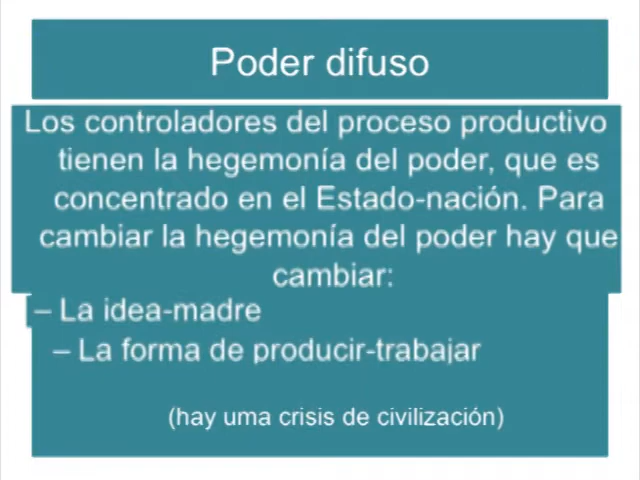 Poder difuso
Los controladores del proceso productivo
tienen la hegemonía del poder, que es
concentrado en el Estado-nación. Para
cambiar la hegemonía del poder hay que
cambiar:
– La idea-madre
– La forma de producir-trabajar
(hay uma crisis de civilización)